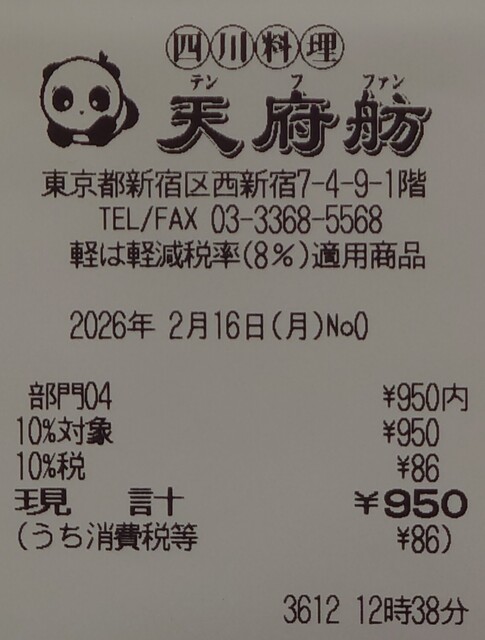 四川料理
テン フ ファン
天府舫
東京都新宿区西新宿7-4-9-1階
TEL/FAX 03-3368-5568
軽は軽減税率(8%)適用商品
2026年 2月16日(月)No0
部門04 ¥950内
10%対象 ¥950
10%税 ¥86
現 計 ¥950
(うち消費税等 ¥86)
3612 12時38分